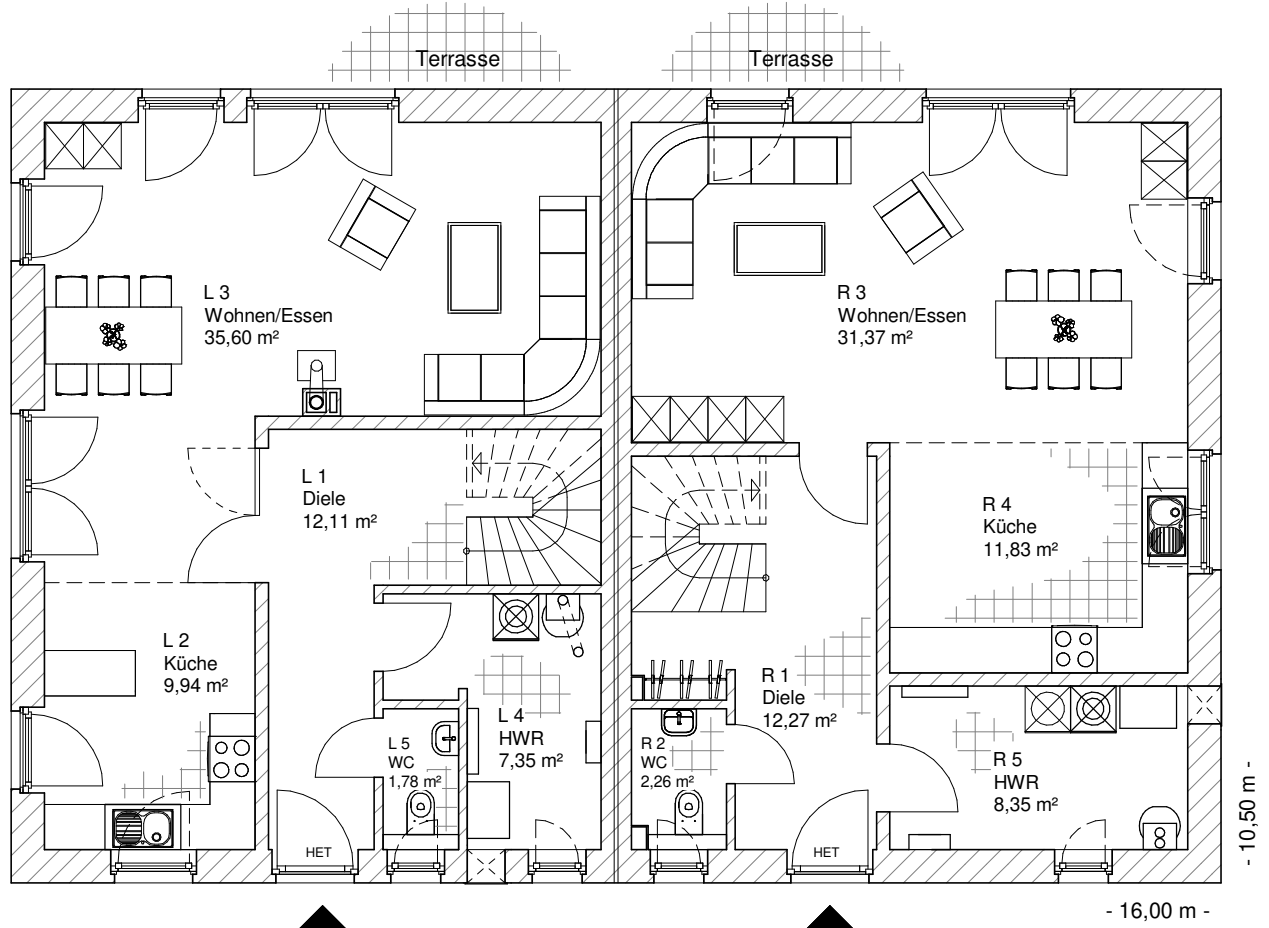 Terrasse
Terrasse
L 3
Wohnen/Essen
35,60 m²
R 3
Wohnen/Essen
31,37 m²
L 1
Diele
12,11 m²
R 4
Küche
11,83 m²
L 2
Küche
9,94 m²
R 1
Diele
12,27 m²
L 4
HWR
7,35 m²
L 5
WC
1,78 m²
R 2
WC
2,26 m²
R 5
HWR
8,35 m²
HET
HET
- 10,50 m -
- 16,00 m -